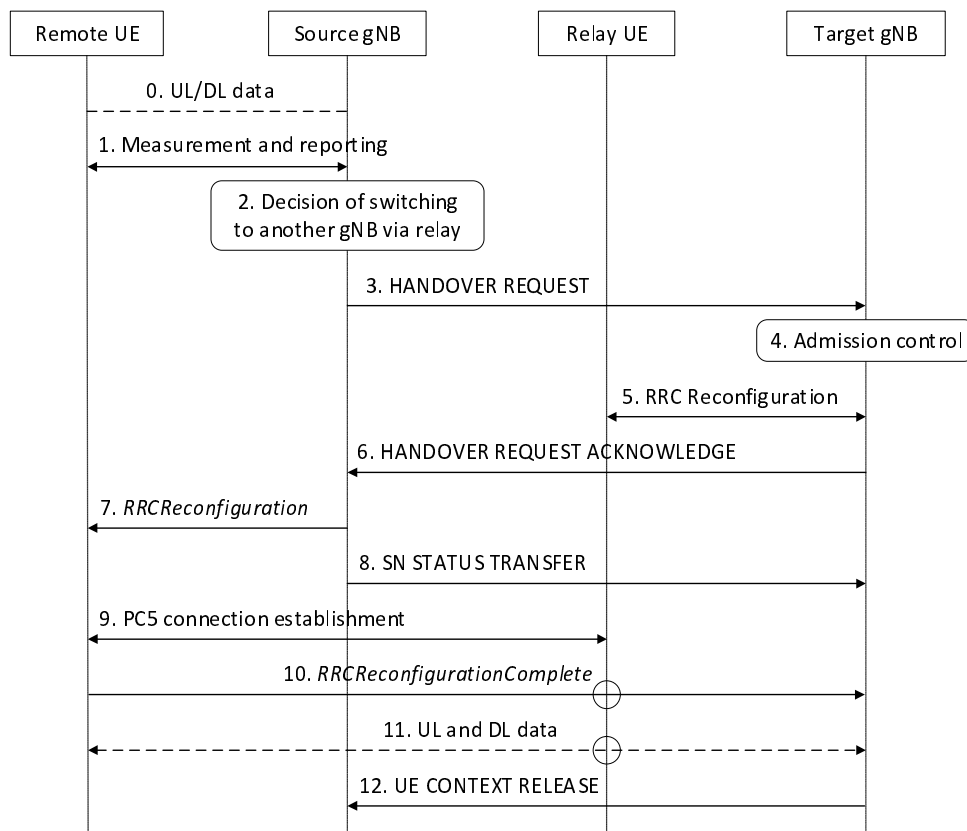 Remote UE
Source gNB
Relay UE
Target gNB
0. UL/DL data
1. Measurement and reporting
2. Decision of switching
to another gNB via relay
3. HANDOVER REQUEST
4. Admission control
5. RRC Reconfiguration
6. HANDOVER REQUEST ACKNOWLEDGE
7. RRCReconfiguration
8. SN STATUS TRANSFER
9. PC5 connection establishment
10. RRCReconfigurationComplete
11. UL and DL data
12. UE CONTEXT RELEASE